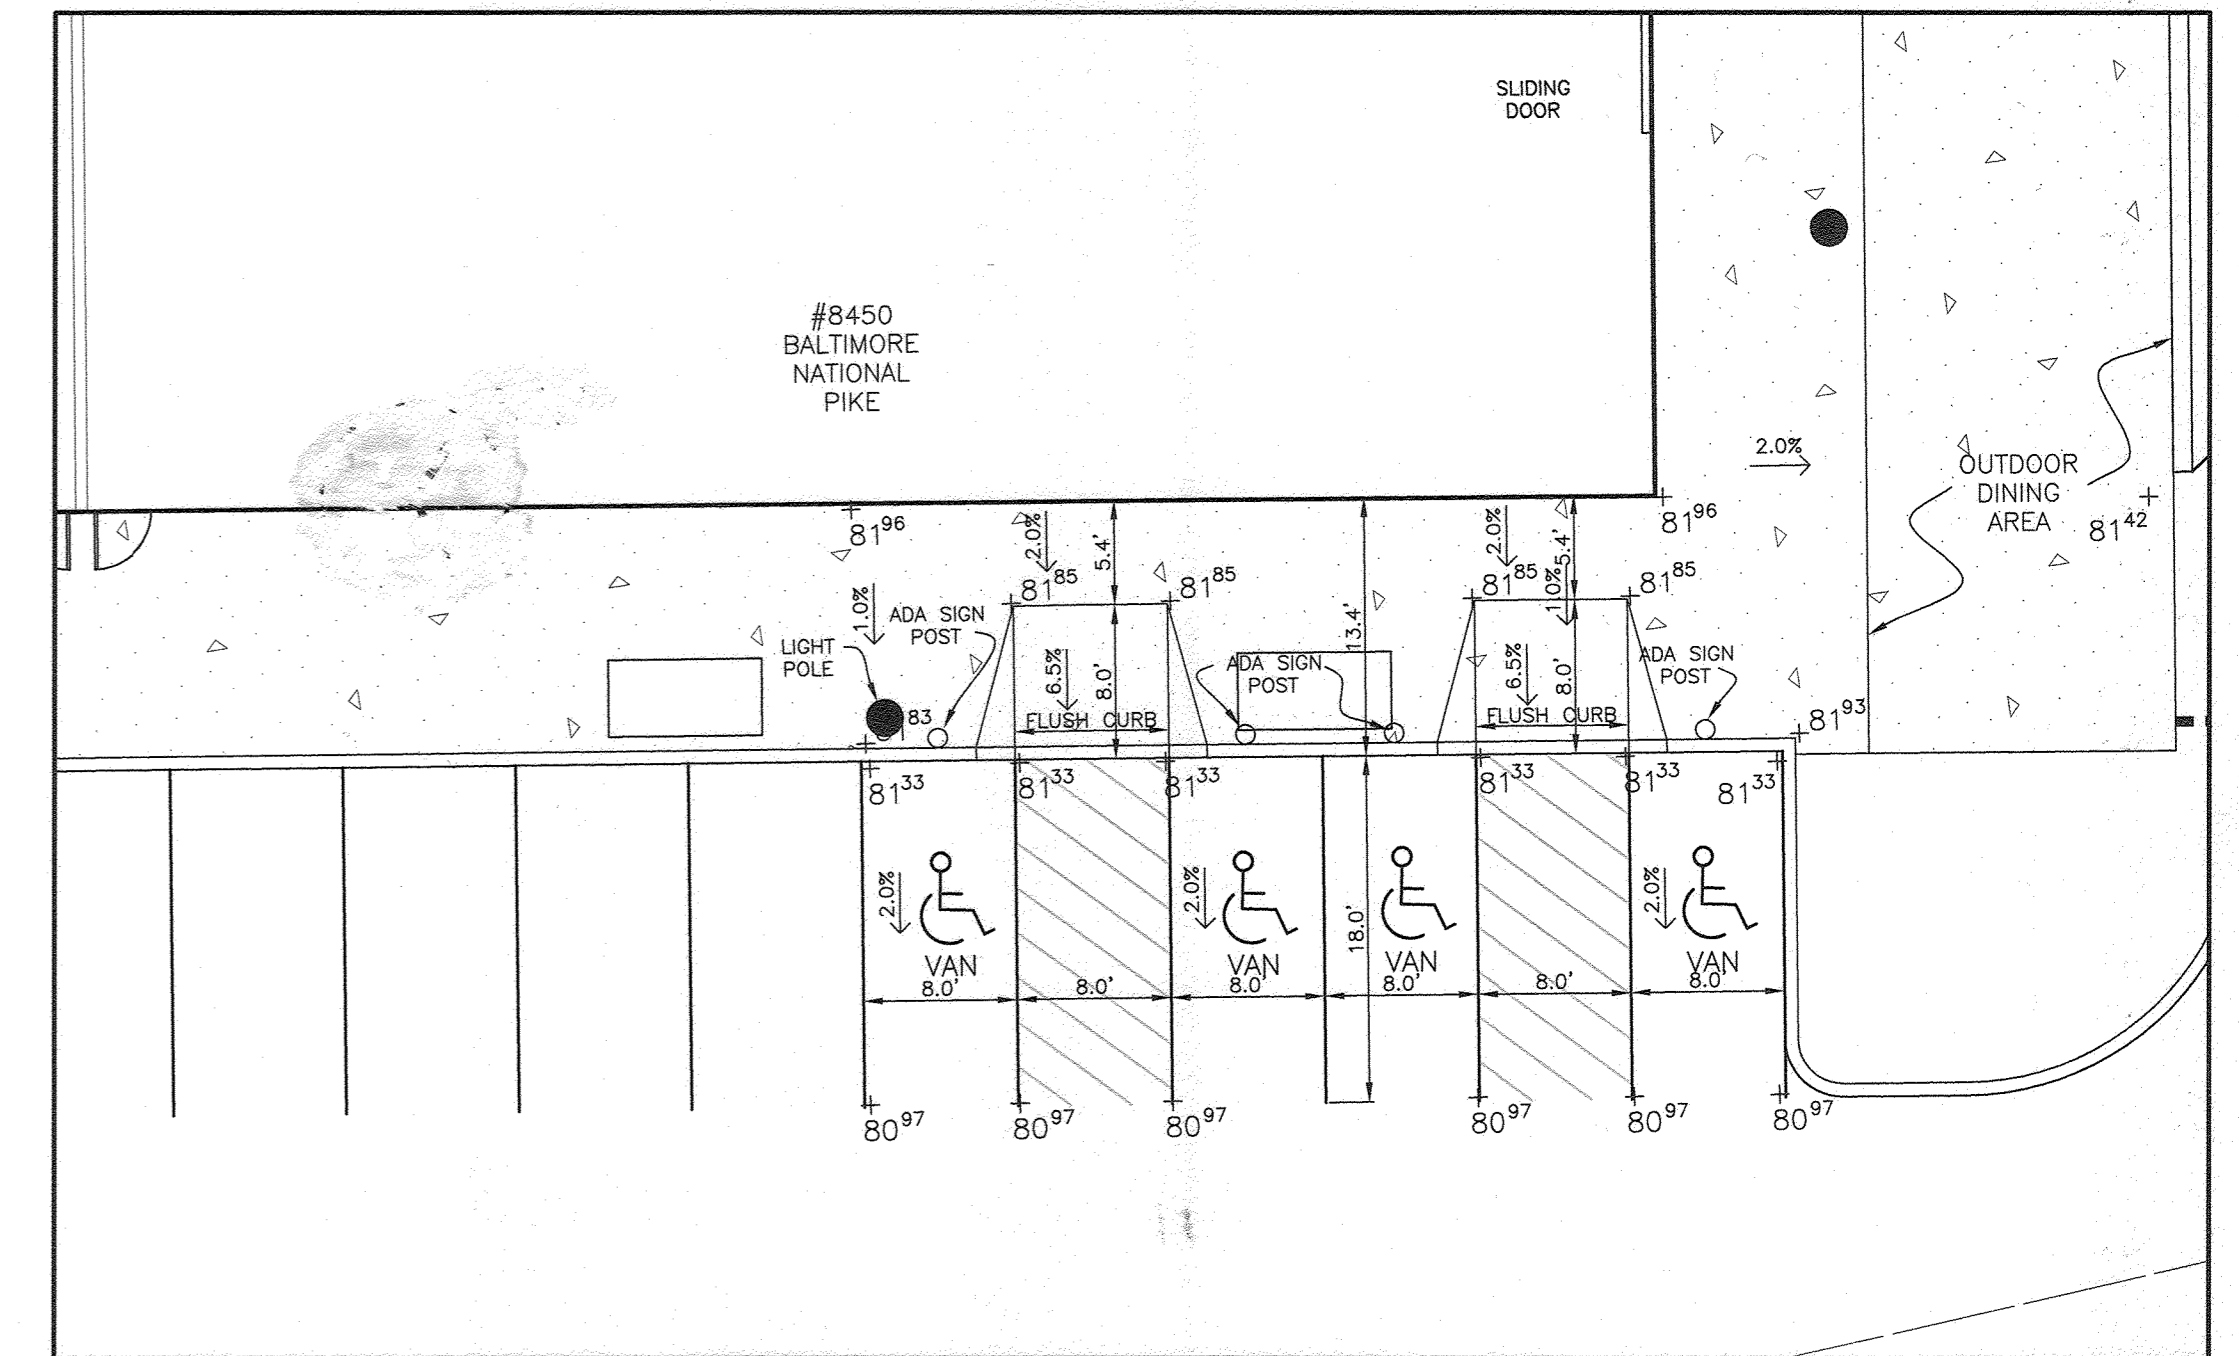 SLIDING
DOOR
#8450
BALTIMORE
NATIONAL
PIKE
2.0%
OUTDOOR
DINING
AREA
81⁴²
81⁹⁶
2.0%
5.4'
2.0%
5.4'
81⁹⁶
81⁸⁵
81⁸⁵
81⁸⁵
81⁸⁵
1.0%
1.0%
ADA SIGN
POST
LIGHT
POLE
13.4'
6.5%
8.0'
ADA SIGN
POST
6.5%
8.0'
ADA SIGN
POST
83
FLUSH CURB
FLUSH CURB
81⁹³
81³³
81³³
81³³
81³³
81³³
81³³
2.0%
2.0%
18.0'
2.0%
VAN
VAN
VAN
VAN
8.0'
8.0'
8.0'
8.0'
8.0'
8.0'
80⁹⁷
80⁹⁷
80⁹⁷
80⁹⁷
80⁹⁷
80⁹⁷